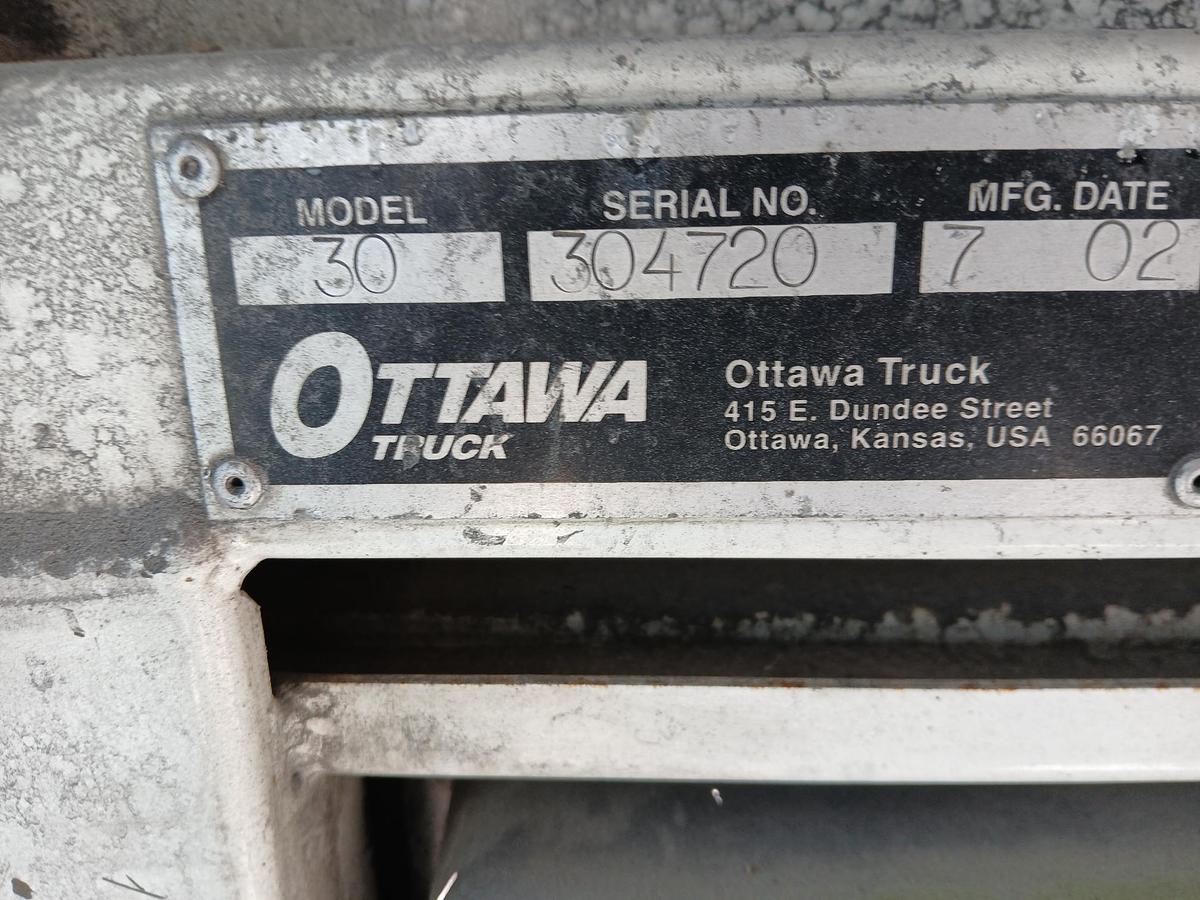 MODEL SERIAL NO. MFG. DATE
30 304720 7 02
OTTAWA
TRUCK
Ottawa Truck
415 E. Dundee Street
Ottawa, Kansas, USA 66067